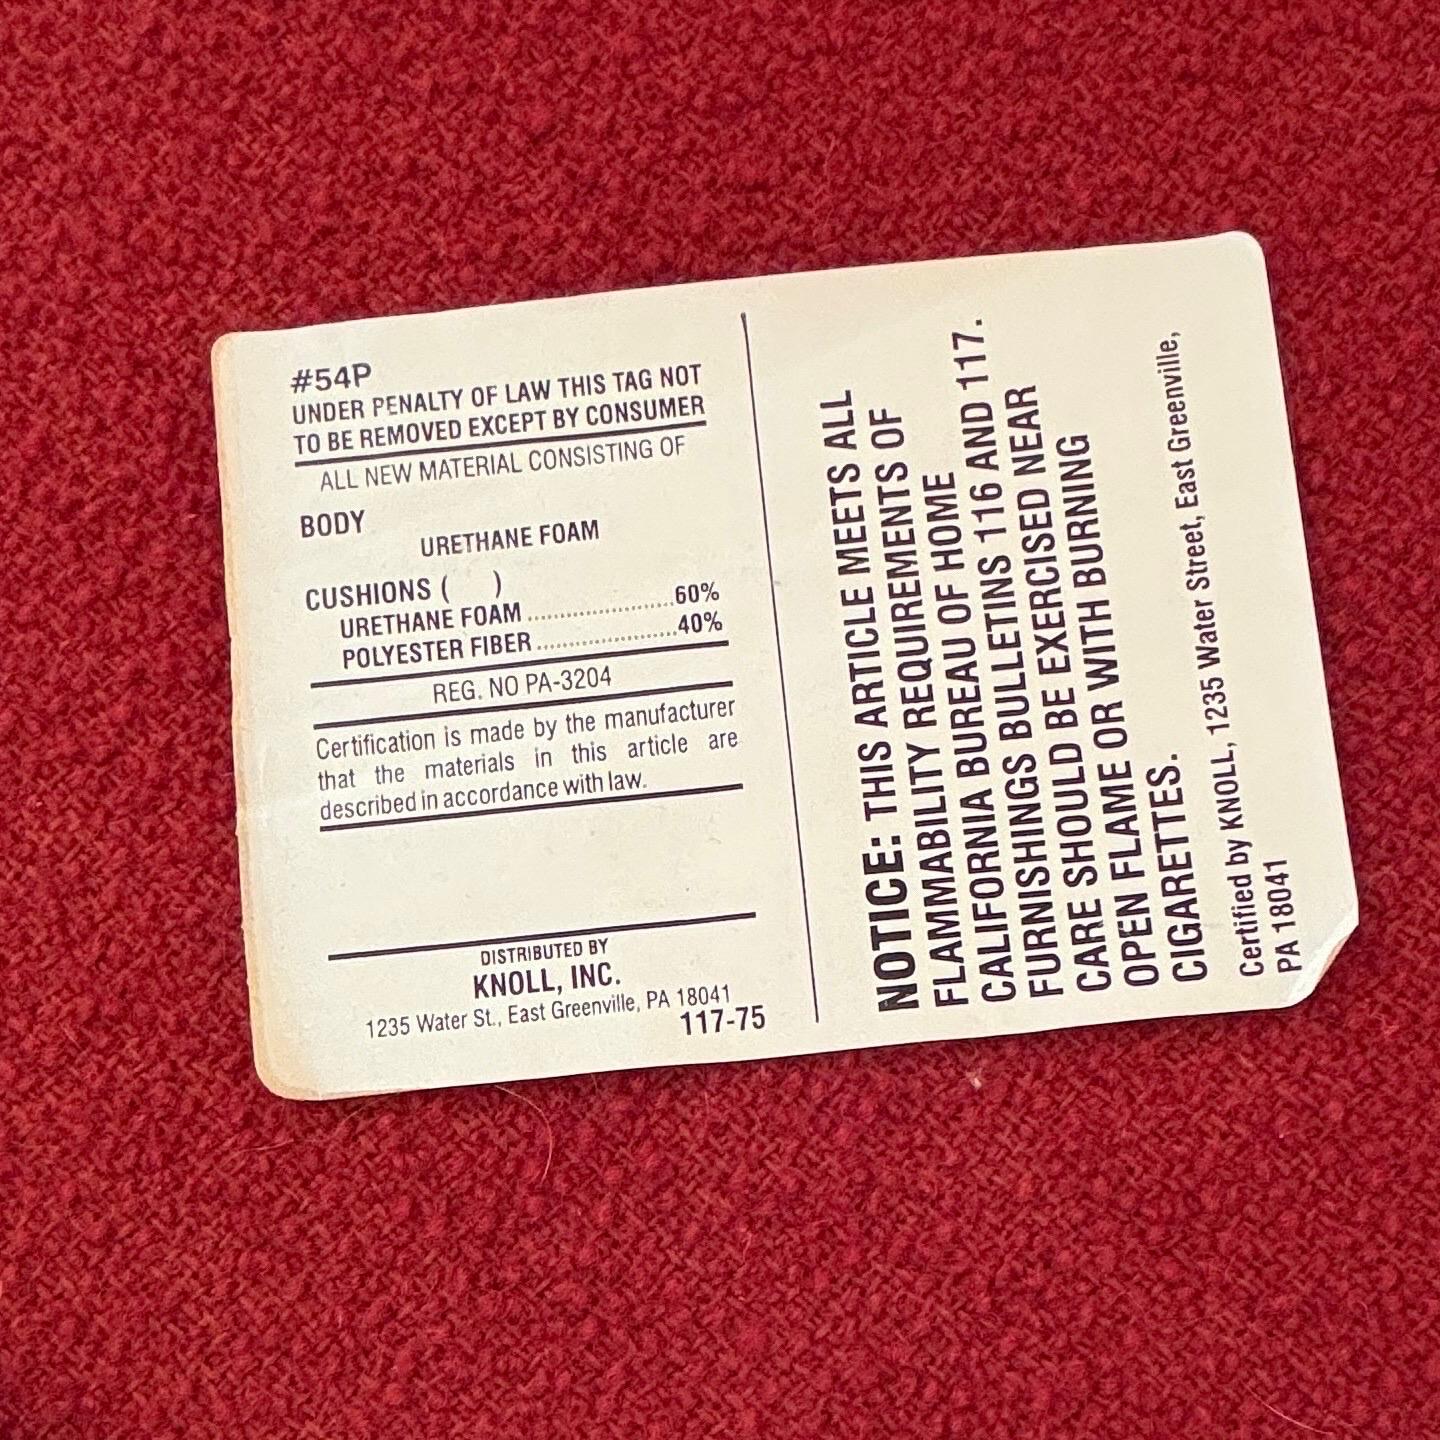 #54P
UNDER PENALTY OF LAW THIS TAG NOT
TO BE REMOVED EXCEPT BY CONSUMER
ALL NEW MATERIAL CONSISTING OF
BODY
URETHANE FOAM
CUSHIONS ( )
URETHANE FOAM ........................60%
POLYESTER FIBER .......................40%
REG. NO PA-3204
Certification is made by the manufacturer
that the materials in this article are
described in accordance with law.
DISTRIBUTED BY
KNOLL, INC.
1235 Water St., East Greenville, PA 18041
117-75
NOTICE: THIS ARTICLE MEETS ALL
FLAMMABILITY REQUIREMENTS OF
CALIFORNIA BUREAU OF HOME
FURNISHINGS BULLETINS 116 AND 117.
CARE SHOULD BE EXERCISED NEAR
OPEN FLAME OR WITH BURNING
CIGARETTES.
Certified by KNOLL, 1235 Water Street, East Greenville,
PA 18041